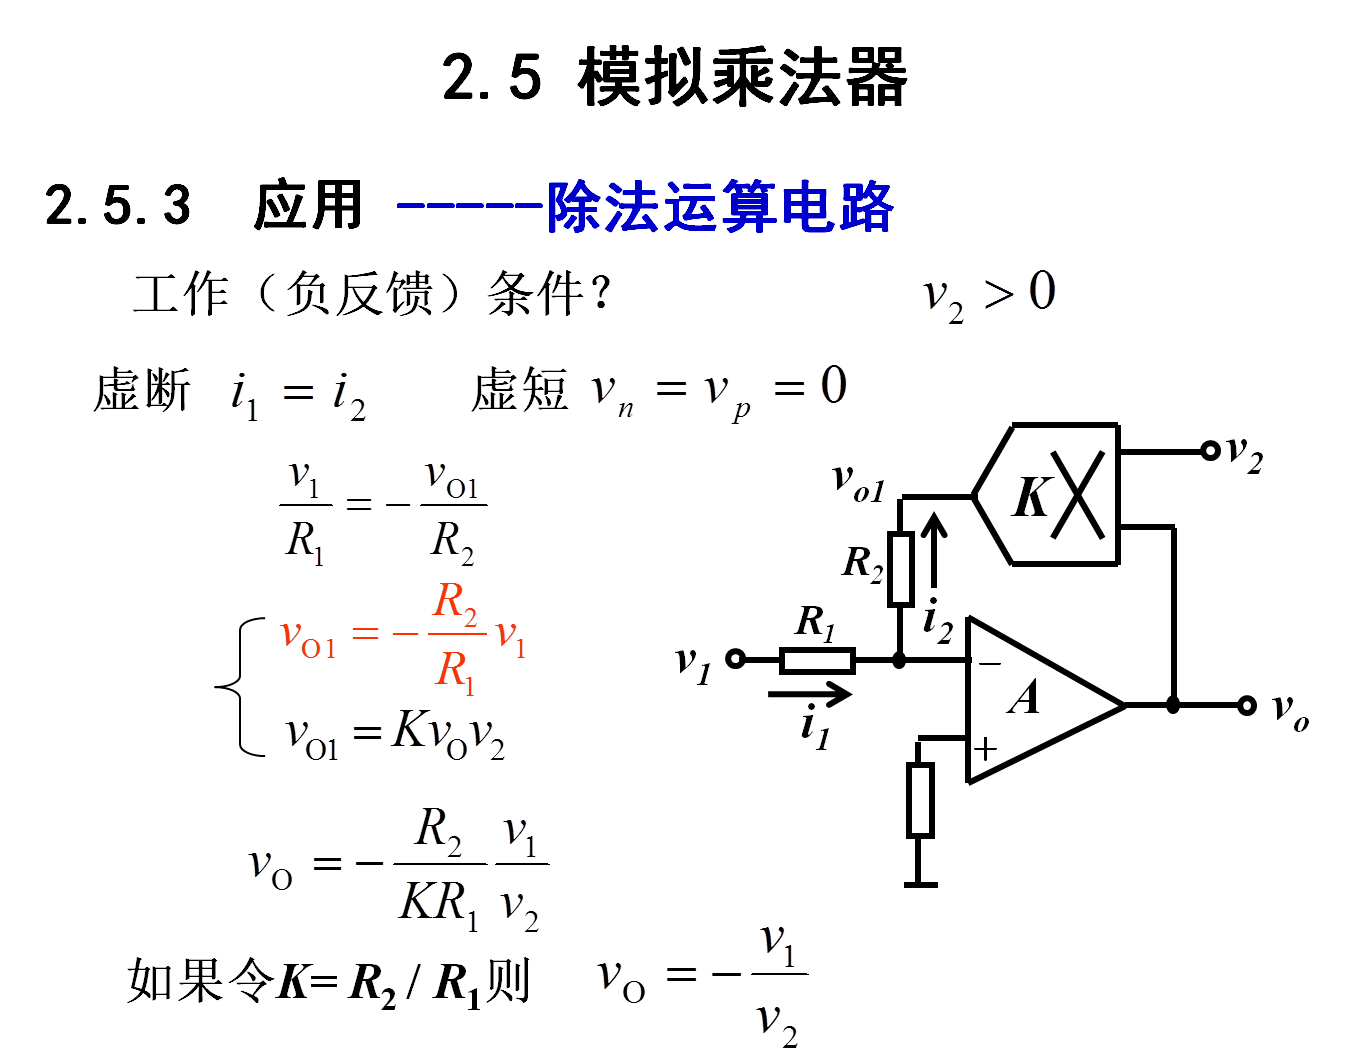 2.5 模拟乘法器
2.5.3 应用 -----除法运算电路
工作（负反馈）条件？ v₂ > 0
虚断 i₁ = i₂ 虚短 vₙ = vₚ = 0
v₁/R₁ = - v_O1/R₂
v_O1 = - (R₂/R₁) v₁
v_O1 = K v_O v₂
v_O = - (R₂/(KR₁)) (v₁/v₂)
如果令K= R₂ / R₁则 v_O = - v₁/v₂
v₂
v_o1
K
R₂
i₂
R₁
v₁
i₁
−
A
+
v_o